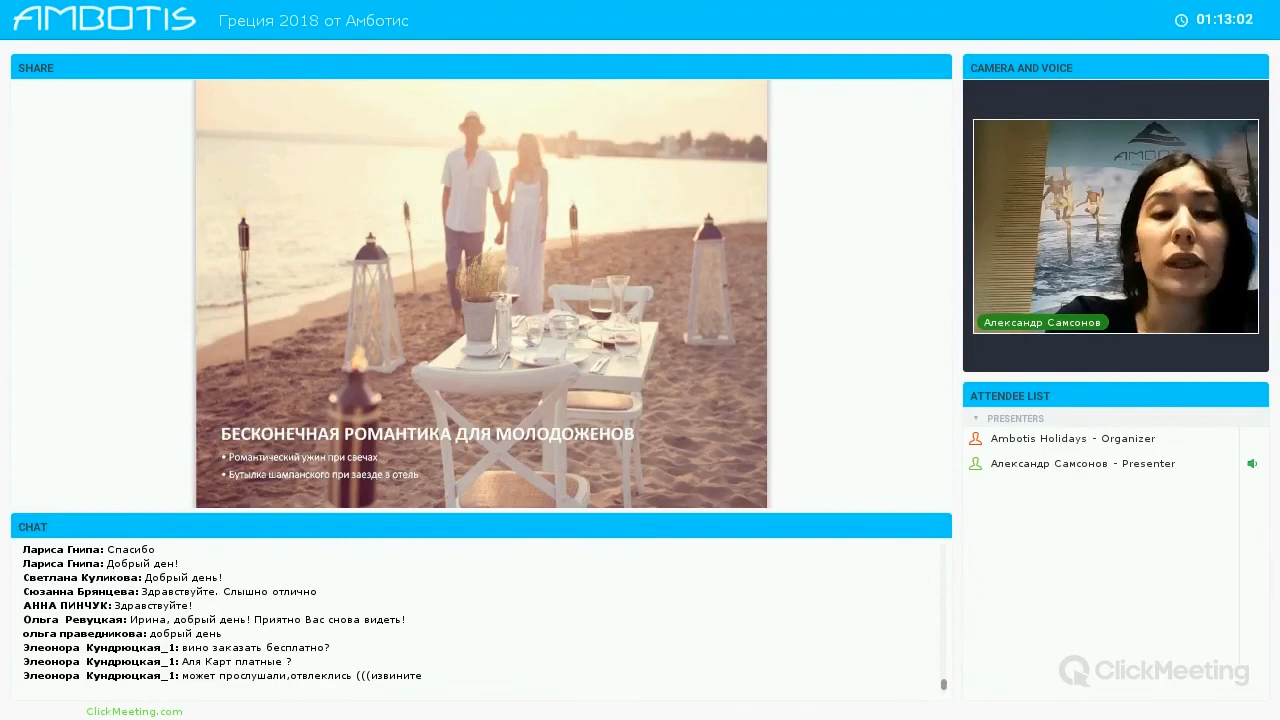 AMBOTIS
Греция 2018 от Амботис
01:13:02
SHARE
БЕСКОНЕЧНАЯ РОМАНТИКА ДЛЯ МОЛОДОЖЕНОВ
• Романтический ужин при свечах
• Бутылка шампанского при заезде в отель
CHAT
Лариса Гнипа: Спасибо
Лариса Гнипа: Добрый ден!
Светлана Куликова: Добрый день!
Сюзанна Брянцева: Здравствуйте. Слышно отлично
АННА ПИНЧУК: Здравствуйте!
Ольга Ревуцкая: Ирина, добрый день! Приятно Вас снова видеть!
ольга праведникова: добрый день
Элеонора Кундрюцкая_1: вино заказать бесплатно?
Элеонора Кундрюцкая_1: Аля Карт платные ?
Элеонора Кундрюцкая_1: может прослушали,отвлеклись (((извините
ClickMeeting.com
CAMERA AND VOICE
Александр Самсонов
ATTENDEE LIST
PRESENTERS
Ambotis Holidays - Organizer
Александр Самсонов - Presenter
ClickMeeting